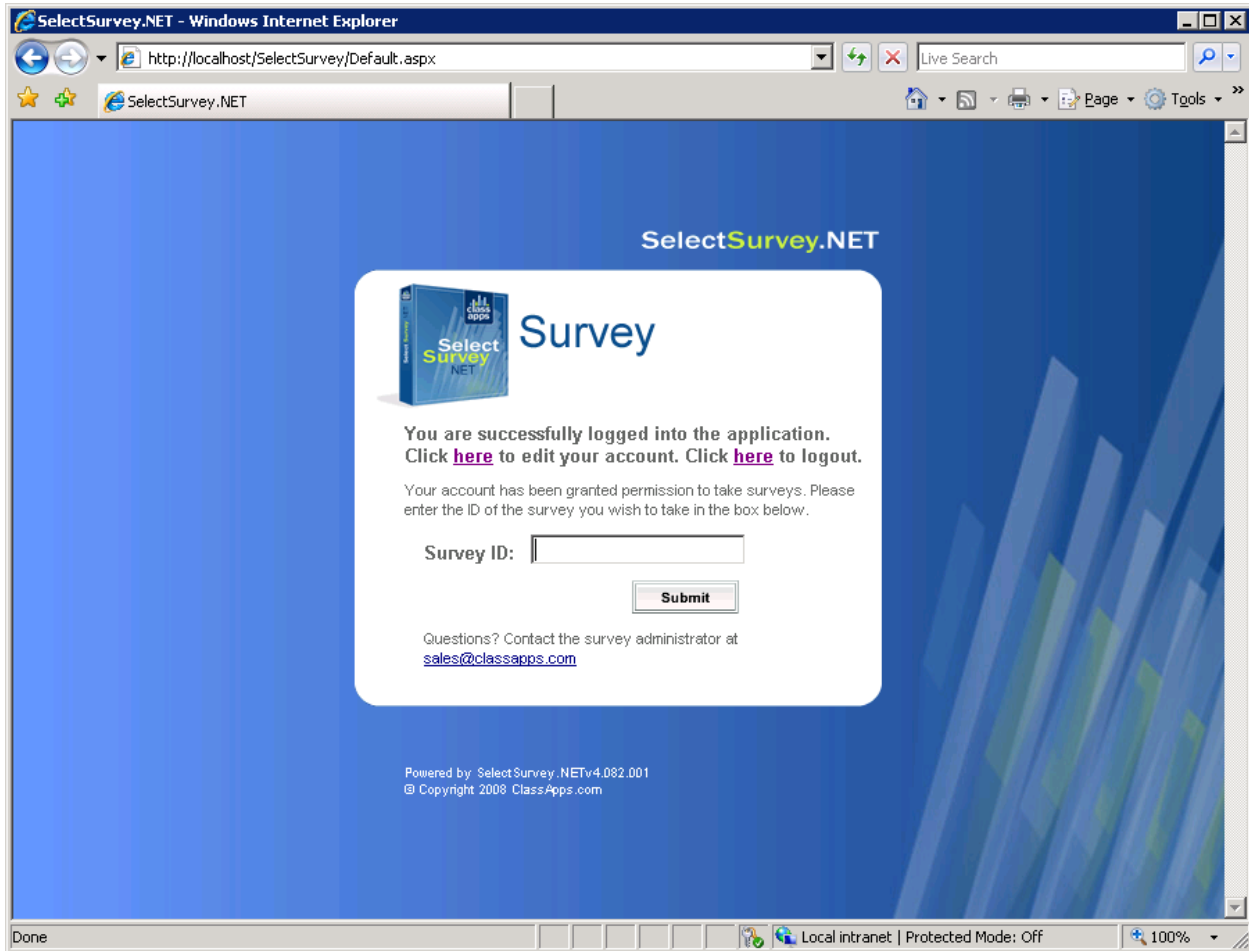 SelectSurvey.NET - Windows Internet Explorer
http://localhost/SelectSurvey/Default.aspx
Live Search
SelectSurvey.NET
Page
Tools
SelectSurvey.NET
class
apps
Select
Survey
NET
Select Survey NET
Survey
You are successfully logged into the application.
Click here to edit your account. Click here to logout.
Your account has been granted permission to take surveys. Please
enter the ID of the survey you wish to take in the box below.
Survey ID:
Submit
Questions? Contact the survey administrator at
sales@classapps.com
Powered by SelectSurvey.NETv4.082.001
© Copyright 2008 ClassApps.com
Done
Local intranet | Protected Mode: Off
100%